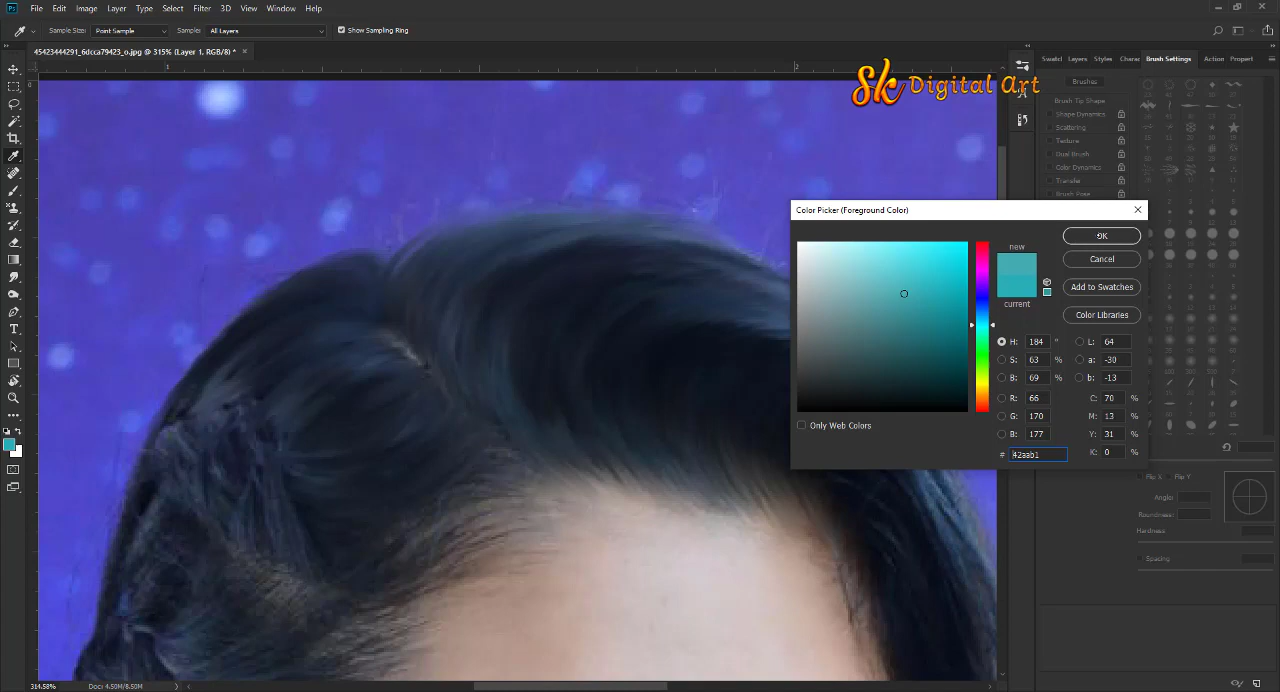 Ps File Edit Image Layer Type Select Filter 3D View Window Help
Sample Size: Point Sample Sample: All Layers Show Sampling Ring
45423444291_6dcca79423_o.jpg @ 315% (Layer 1, RGB/8) * ×
Swatcl Layers Styles Charac Brush Settings Action Propert
1 2
0
Sk Digital Art
Brushes
Brush Tip Shape
Shape Dynamics
Scattering
Texture
Dual Brush
Color Dynamics
Transfer
Brush Pose
Color Picker (Foreground Color)
OK
new
Cancel
Add to Swatches
current
Color Libraries
H: 184 ° L: 64
S: 63 % a: -30
B: 69 % b: -13
R: 66 C: 70 %
G: 170 M: 13 %
B: 177 Y: 31 %
# 42aab1 K: 0 %
Only Web Colors
Flip X Flip Y
Angle:
Roundness:
Hardness
Spacing
314.58% Doc: 4.50M/8.50M